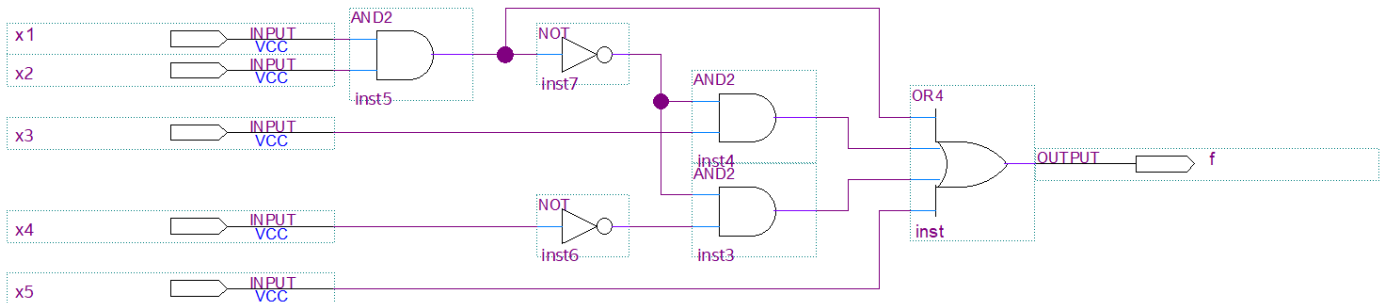 x1
INPUT
VCC
x2
INPUT
VCC
AND2
inst5
NOT
inst7
x3
INPUT
VCC
AND2
inst4
AND2
inst3
x4
INPUT
VCC
NOT
inst6
x5
INPUT
VCC
OR4
inst
OUTPUT
f